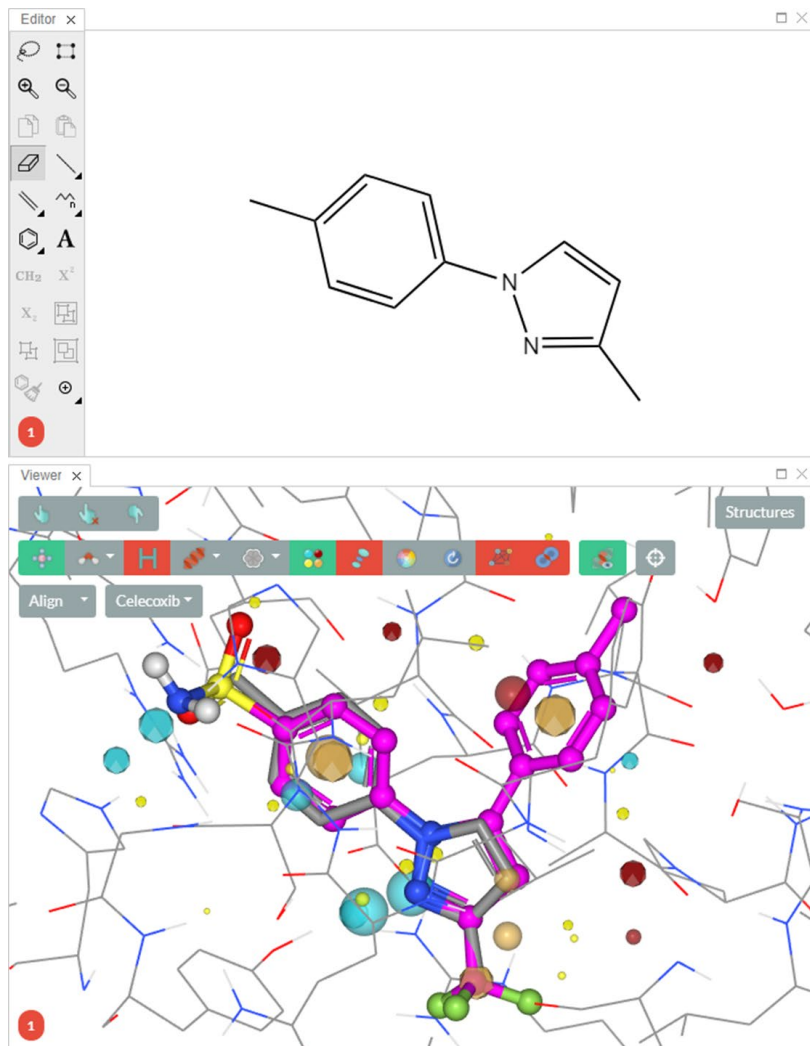 Editor ×
n
A
CH₂ X²
X₂
1
N
N
Viewer ×
Structures
H
Align Celecoxib
1